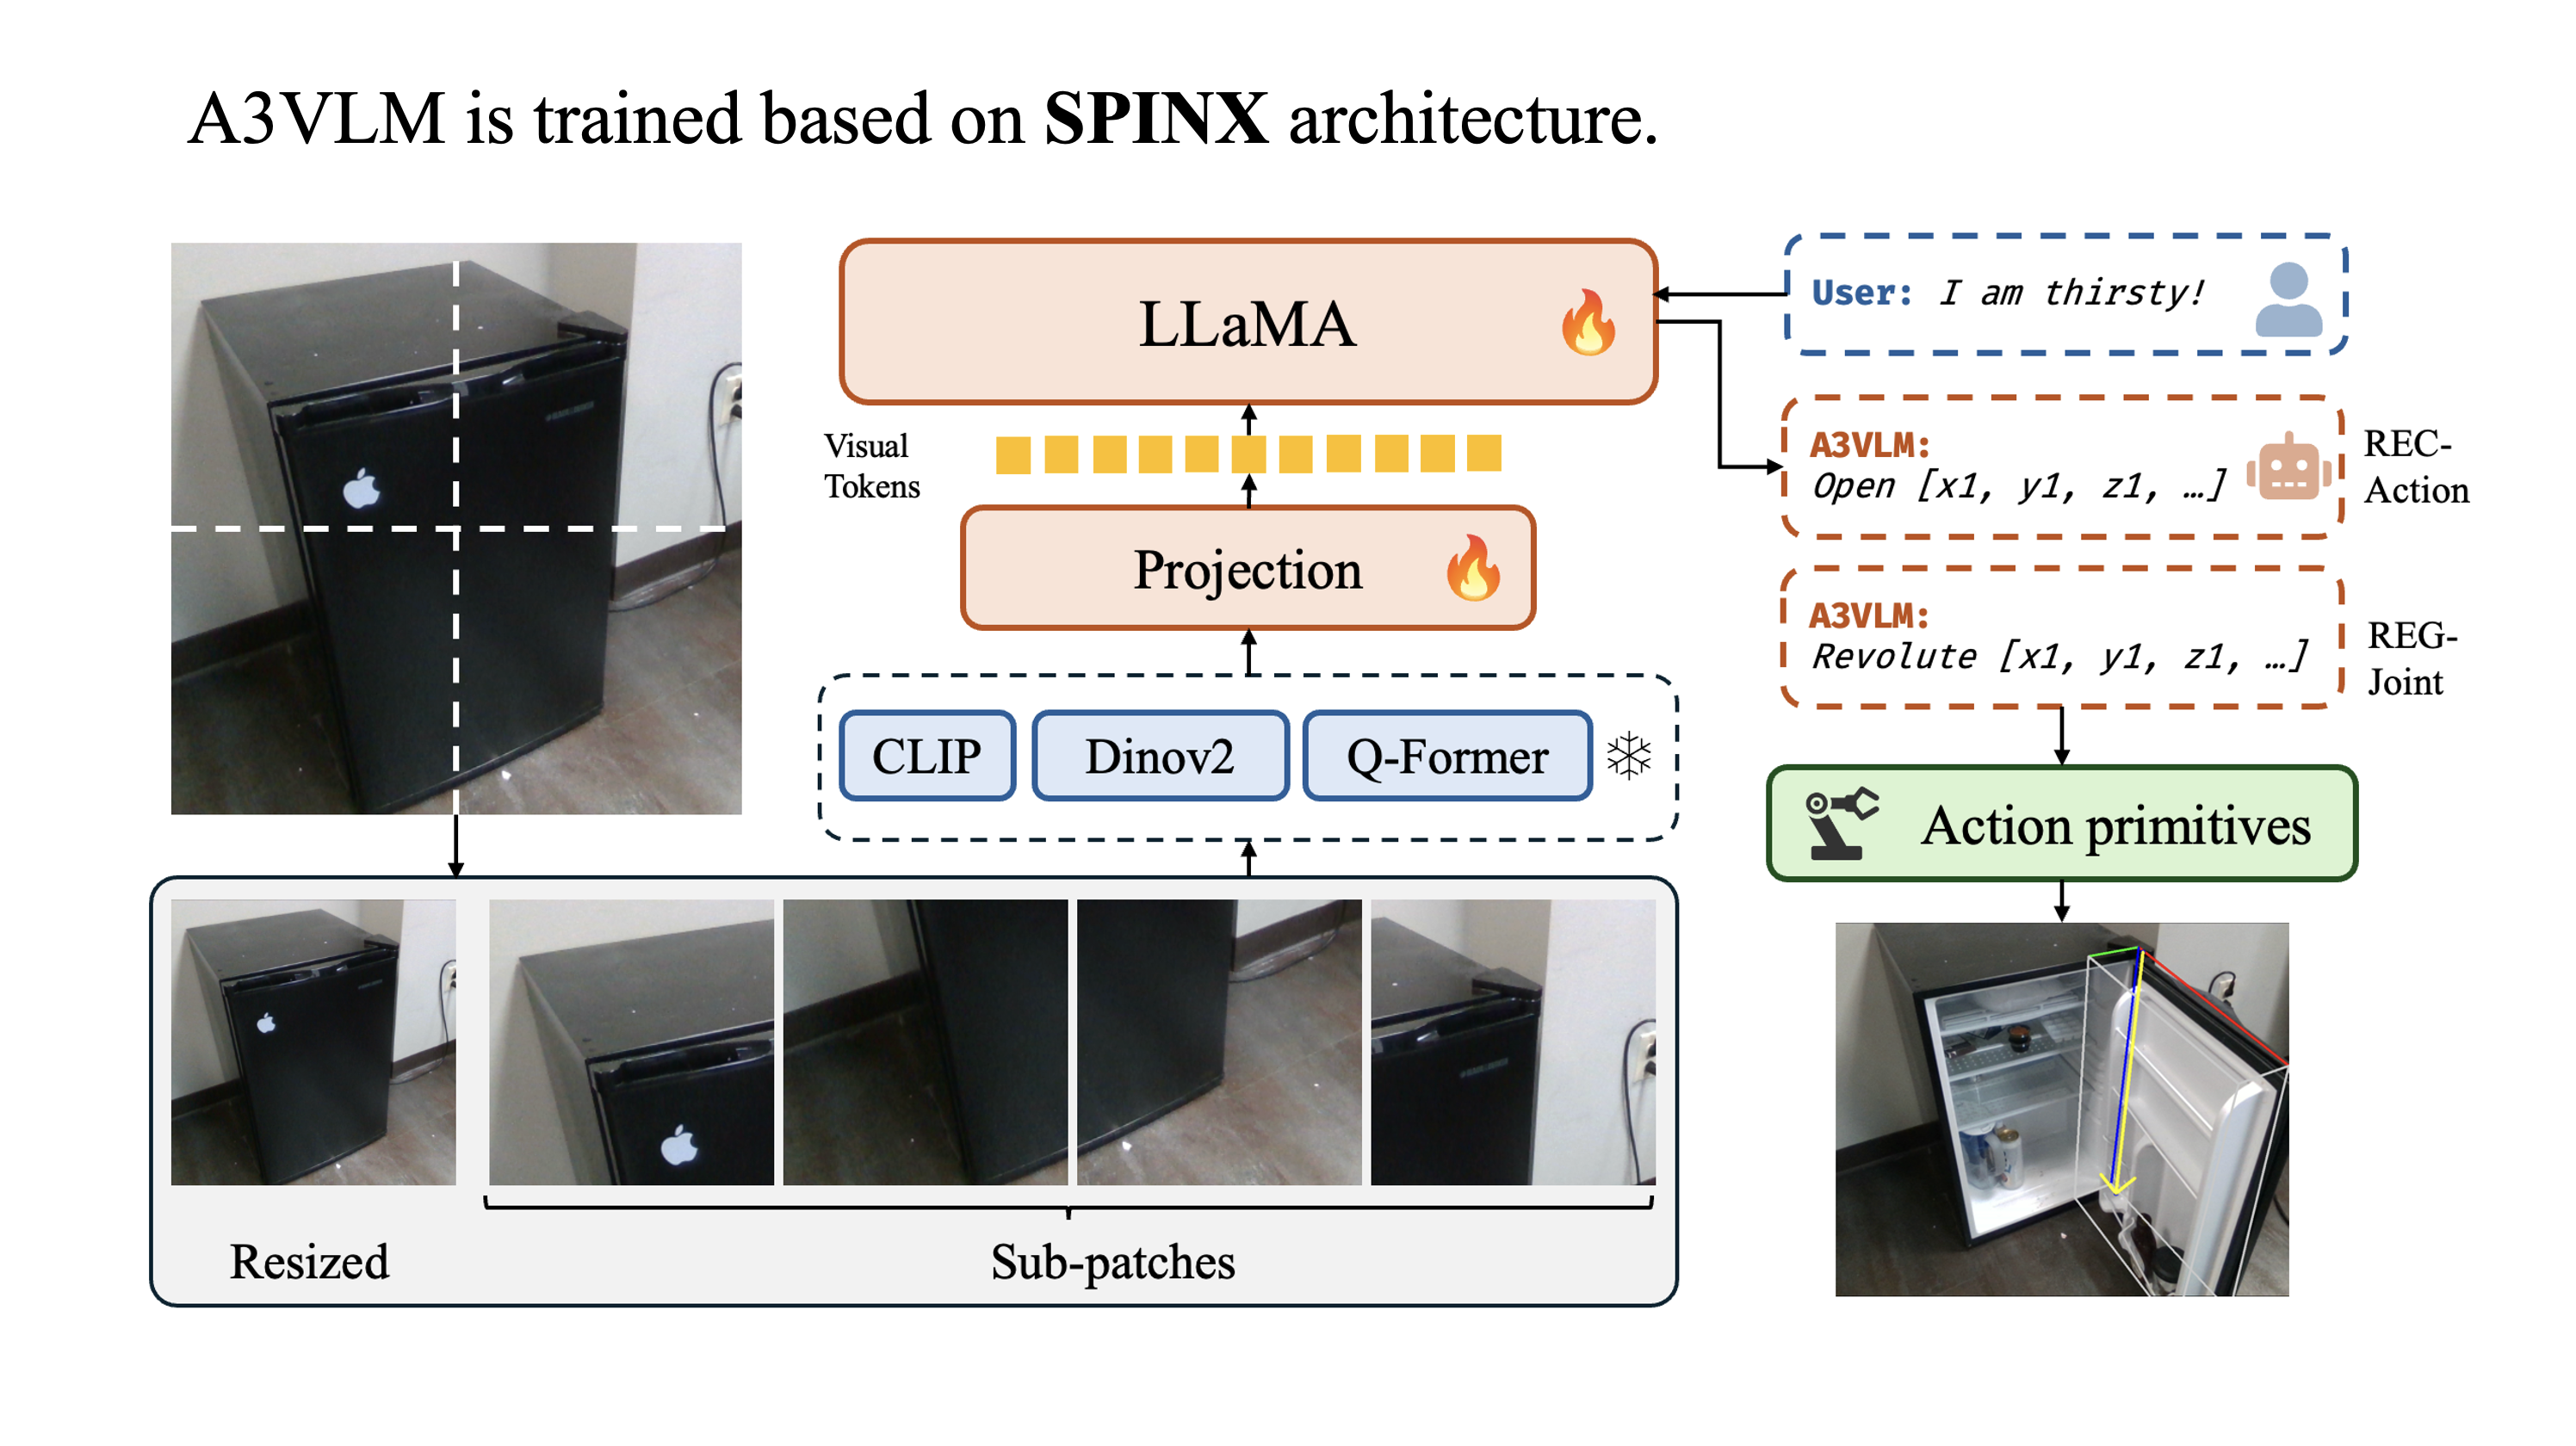 A3VLM is trained based on SPINX architecture.
LLaMA
User: I am thirsty!
Visual
Tokens
A3VLM:
Open [x1, y1, z1, …]
REC-
Action
Projection
A3VLM:
Revolute [x1, y1, z1, …]
REG-
Joint
CLIP
Dinov2
Q-Former
Action primitives
Resized
Sub-patches